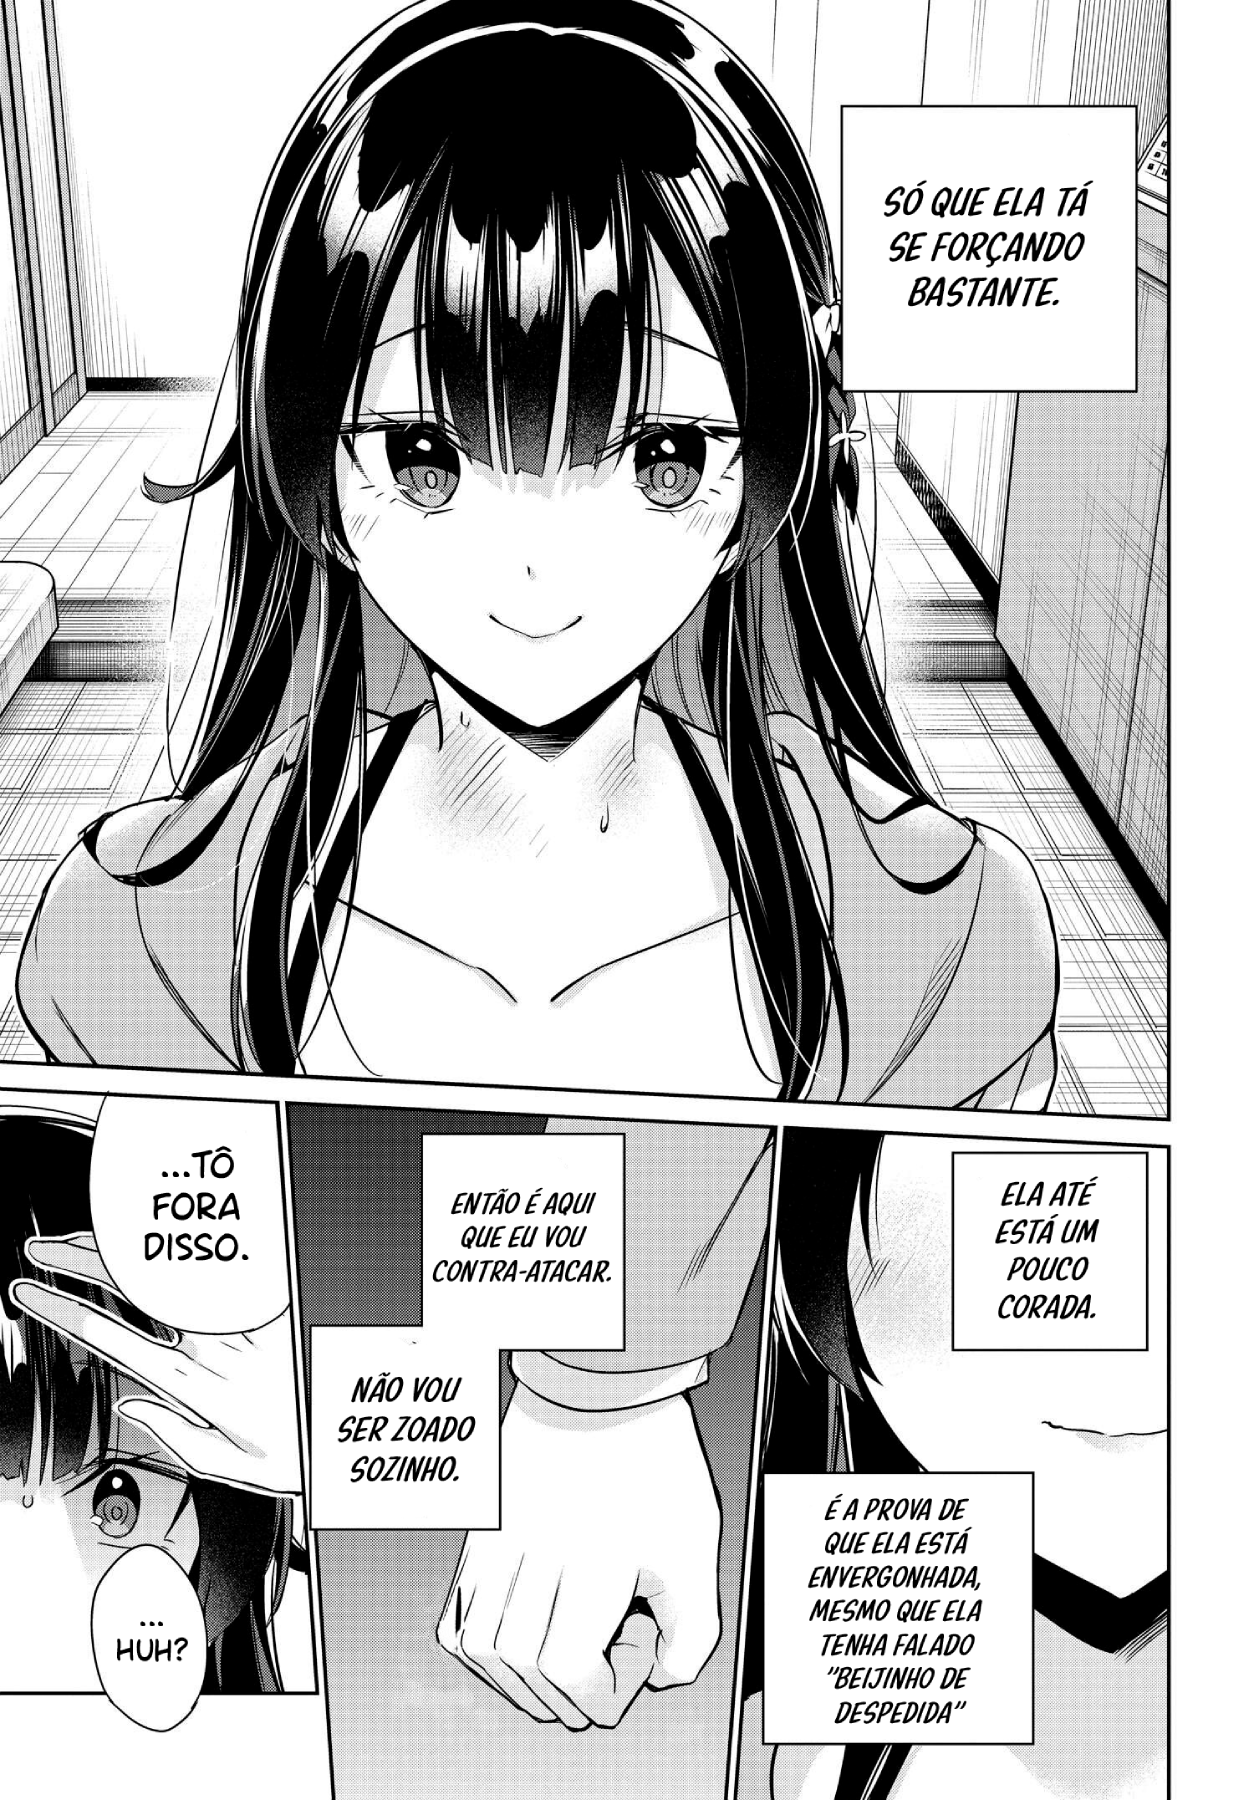 SÓ QUE ELA TÁ
SE FORÇANDO
BASTANTE.
ELA ATÉ
ESTÁ UM
POUCO
CORADA.
É A PROVA DE
QUE ELA ESTÁ
ENVERGONHADA,
MESMO QUE ELA
TENHA FALADO
"BEIJINHO DE
DESPEDIDA"
ENTÃO É AQUI
QUE EU VOU
CONTRA-ATACAR.
NÃO VOU
SER ZOADO
SOZINHO.
...TÔ
FORA
DISSO.
...
HUH?